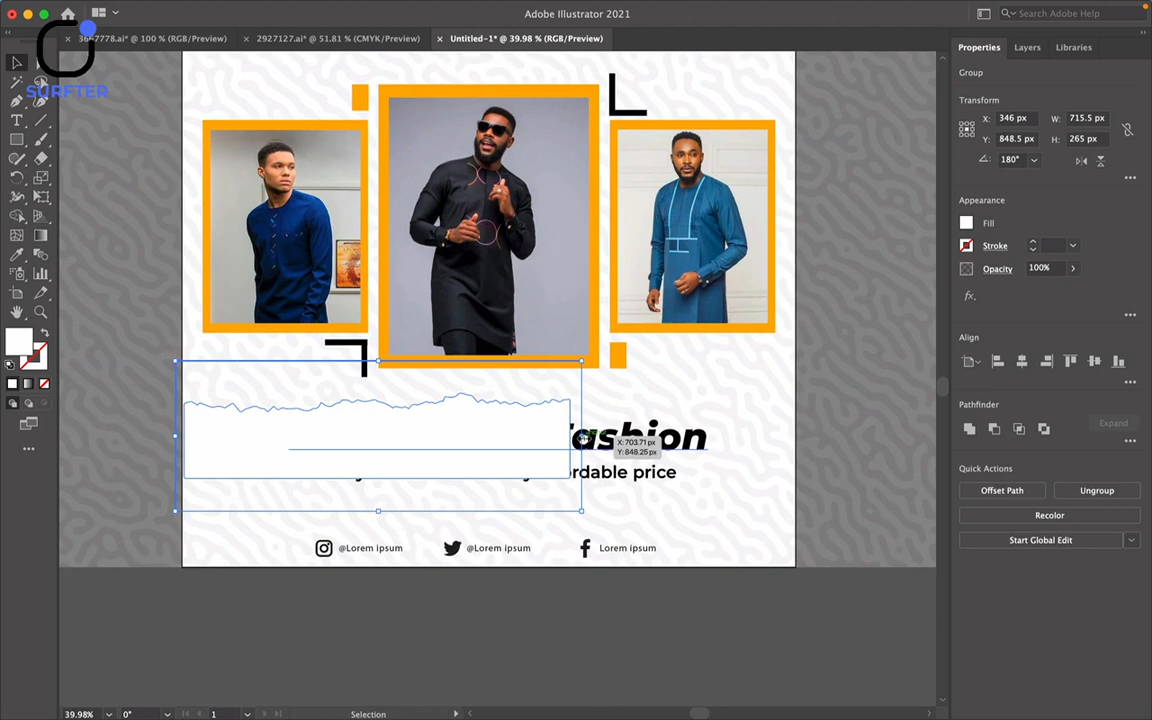 Adobe Illustrator 2021
Search Adobe Help
3667778.ai* @ 100 % (RGB/Preview)
2927127.ai* @ 51.81 % (CMYK/Preview)
Untitled-1* @ 39.98 % (RGB/Preview)
SURFTER
Properties
Layers
Libraries
Group
Transform
X:
346 px
W:
715.5 px
Y:
848.5 px
H:
265 px
180°
Appearance
Fill
Stroke
Opacity
100%
fx.
Align
Pathfinder
Expand
Quick Actions
Offset Path
Ungroup
Recolor
Start Global Edit
Fashion
X: 703.71 px
Y: 848.25 px
rdable price
@Lorem ipsum
@Lorem ipsum
Lorem ipsum
39.98%
0°
1
Selection